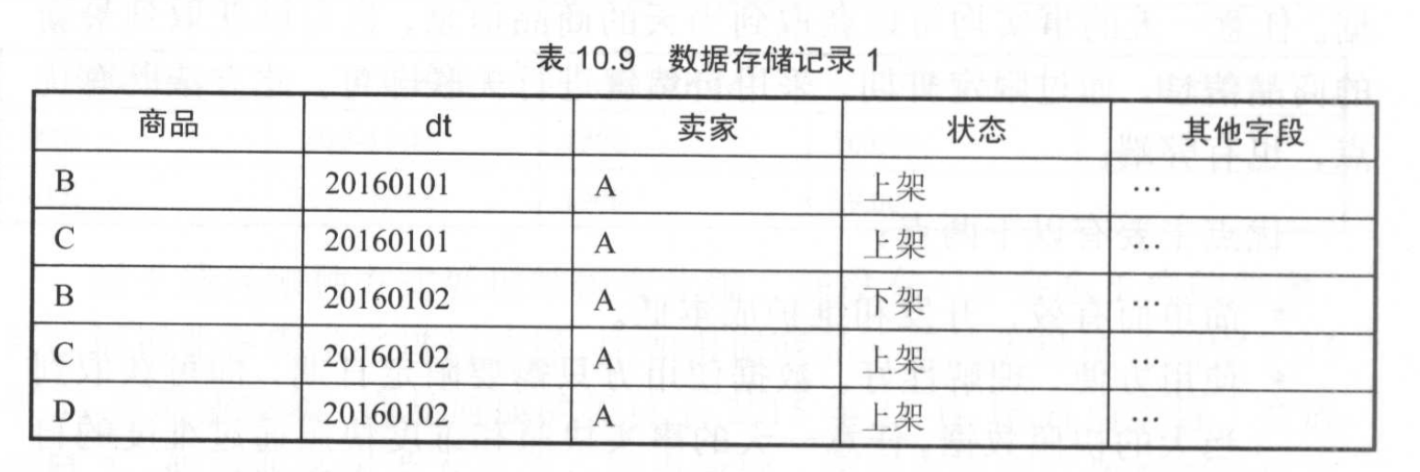 表 10.9 数据存储记录 1
商品 dt 卖家 状态 其他字段
B 20160101 A 上架 …
C 20160101 A 上架 …
B 20160102 A 下架 …
C 20160102 A 上架 …
D 20160102 A 上架 …